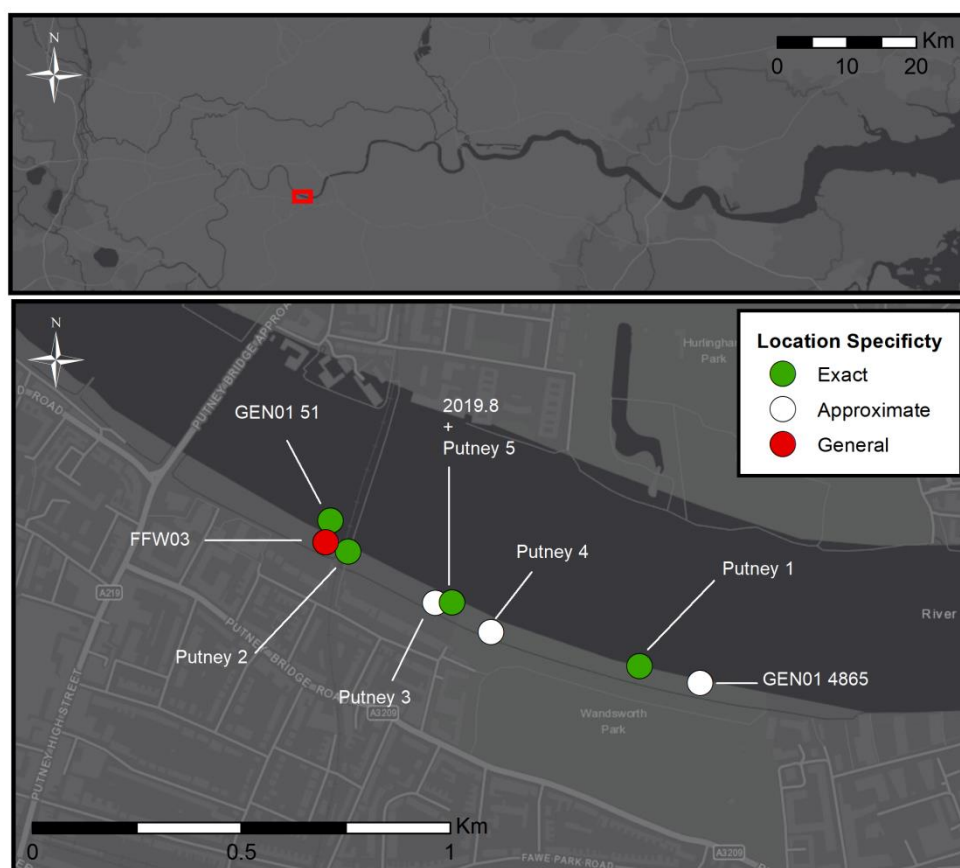 N
Km
0 10 20
N
PUTNEY-BRIDGE-APPRO
D-ROAD
GEN01 51
2019.8
+
Putney 5
Hurlingham
Park
Location Specificty
Exact
Approximate
General
FFW03
Putney 4
Putney 1
River
A219
Putney 2
PUTNEY-BRIDGE-ROAD
Putney 3
GEN01 4865
A3209
Wandsworth
Park
PUTNEY-HIGH-STREET
Km
0 0.5 1
A3209
FAWE PARK ROAD